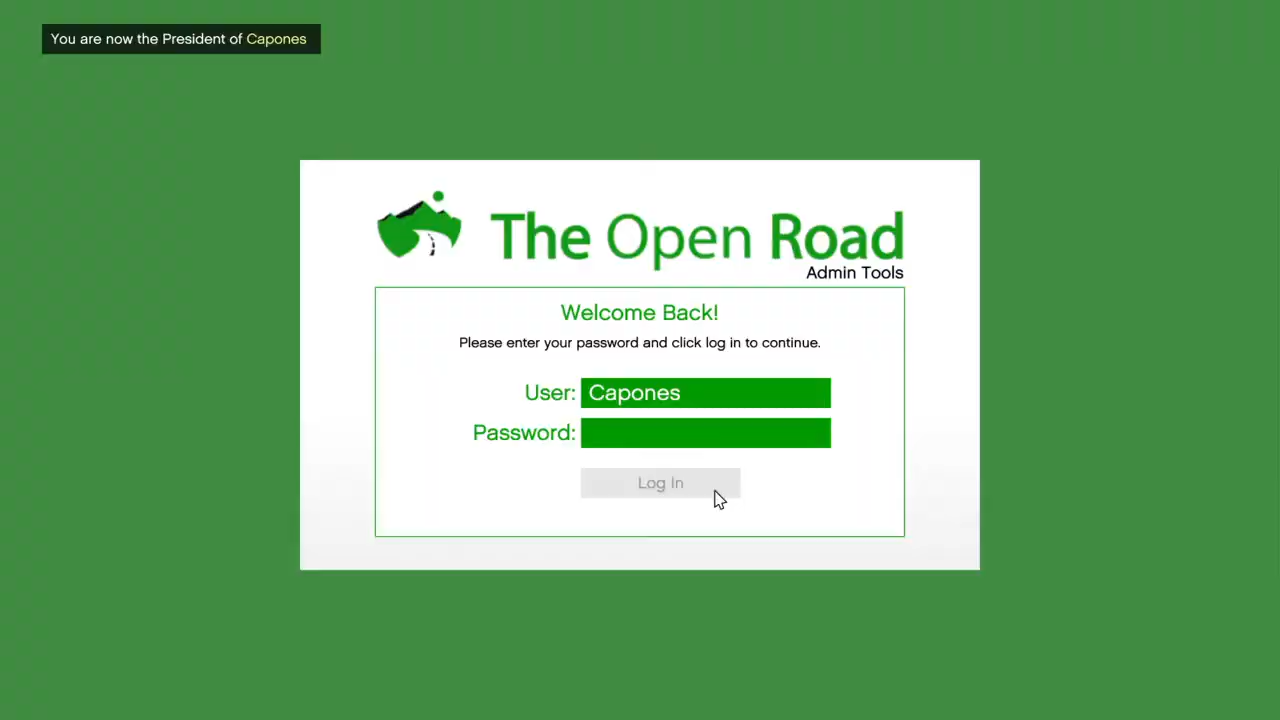 You are now the President of Capones
The Open Road
Admin Tools
Welcome Back!
Please enter your password and click log in to continue.
User: Capones
Password:
Log In